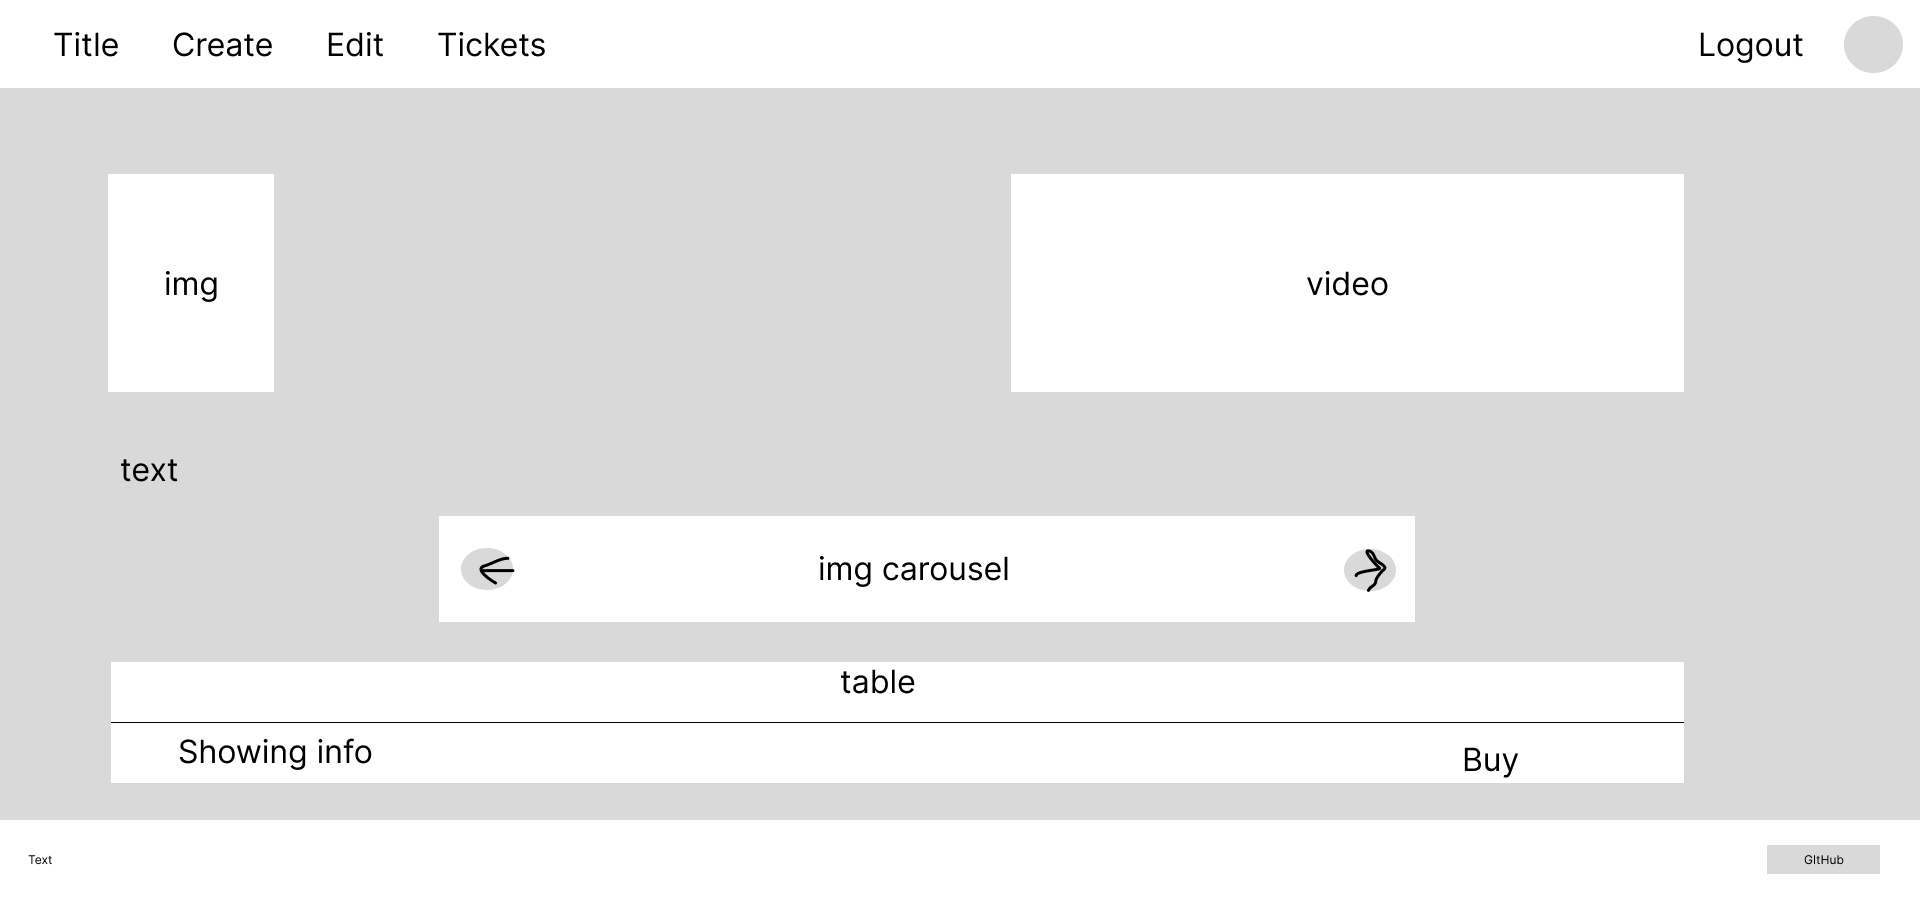 Title Create Edit Tickets Logout
img
video
text
img carousel
table
Showing info
Buy
Text
GItHub